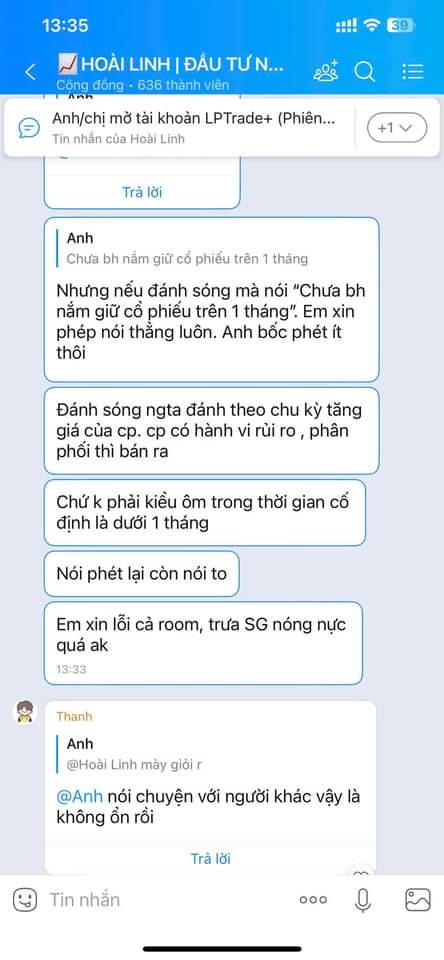 13:35
39
HOÀI LINH | ĐẦU TƯ N...
Cộng đồng • 636 thành viên
Anh
Anh/chị mở tài khoản LPTrade+ (Phiên...
Tin nhắn của Hoài Linh
+1
Trả lời
Anh
Chưa bh nắm giữ cổ phiếu trên 1 tháng
Nhưng nếu đánh sóng mà nói “Chưa bh
nắm giữ cổ phiếu trên 1 tháng”. Em xin
phép nói thẳng luôn. Anh bốc phét ít
thôi
Đánh sóng ngta đánh theo chu kỳ tăng
giá của cp. cp có hành vi rủi ro , phân
phối thì bán ra
Chứ k phải kiểu ôm trong thời gian cố
định là dưới 1 tháng
Nói phét lại còn nói to
Em xin lỗi cả room, trưa SG nóng nực
quá ak
13:33
Thanh
Anh
@Hoài Linh mày giỏi r
@Anh nói chuyện với người khác vậy là
không ổn rồi
Trả lời
Tin nhắn